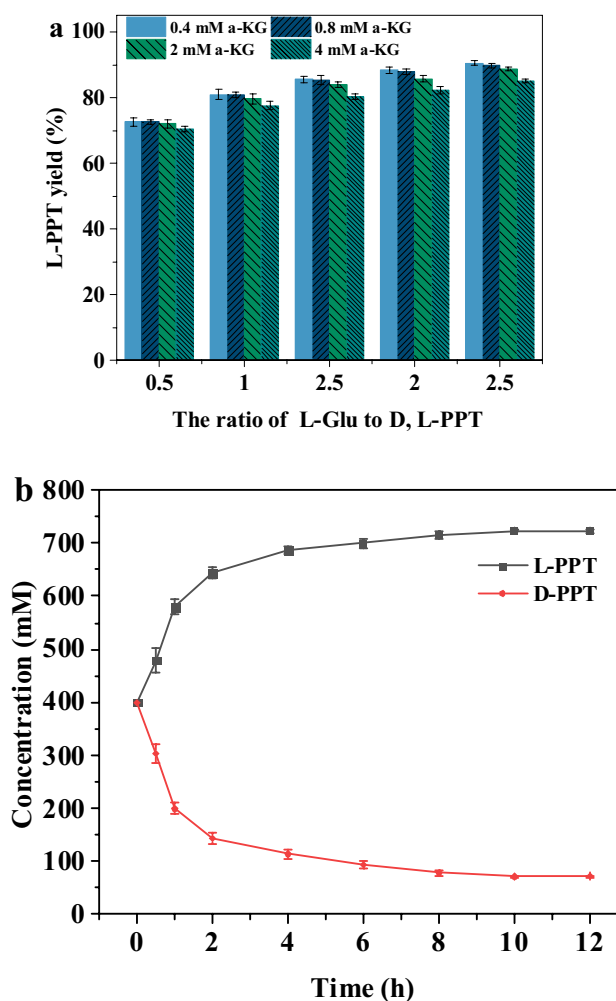 a
0.4 mM a-KG 0.8 mM a-KG
2 mM a-KG 4 mM a-KG
100
80
60
40
20
0
L-PPT yield (%)
0.5 1 2.5 2 2.5
The ratio of L-Glu to D, L-PPT
b
800
700
600
500
400
300
200
100
0
Concentration (mM)
L-PPT
D-PPT
0 2 4 6 8 10 12
Time (h)